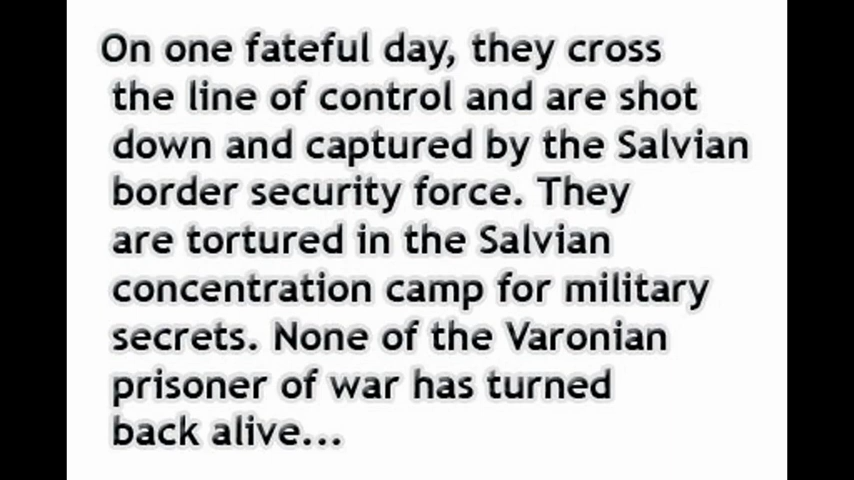 On one fateful day, they cross
the line of control and are shot
down and captured by the Salvian
border security force. They
are tortured in the Salvian
concentration camp for military
secrets. None of the Varonian
prisoner of war has turned
back alive...